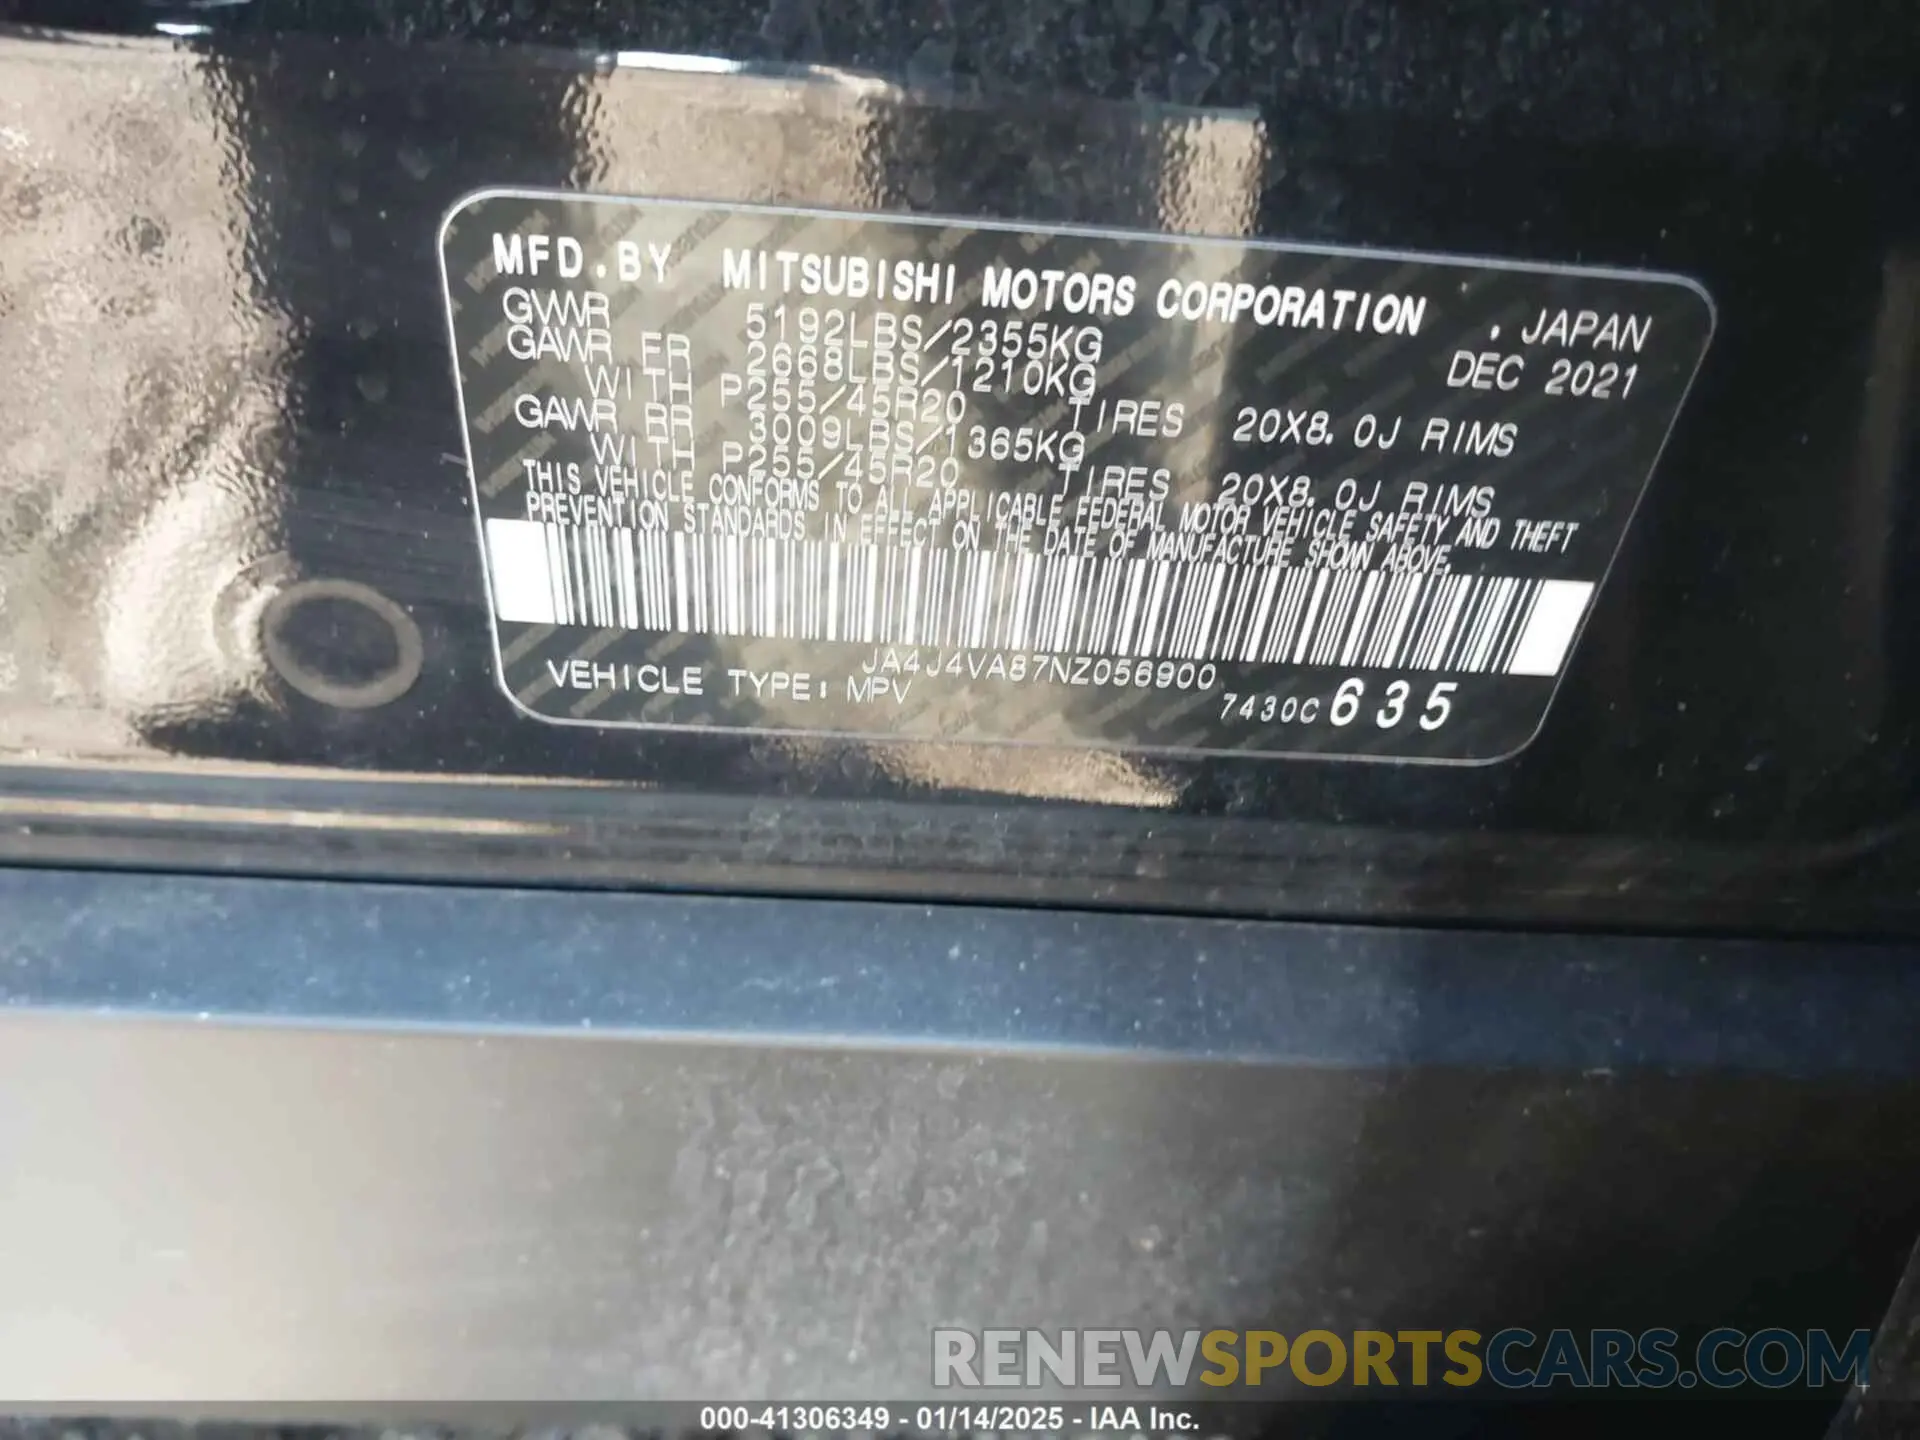 MFD.BY MITSUBISHI MOTORS CORPORATION . JAPAN
GVWR 5192LBS/2355KG DEC 2021
GAWR FR 2668LBS/1210KG
WITH P255/45R20 TIRES 20X8.0J RIMS
GAWR RR 3009LBS/1365KG
WITH P255/45R20 TIRES 20X8.0J RIMS
THIS VEHICLE CONFORMS TO ALL APPLICABLE FEDERAL MOTOR VEHICLE SAFETY AND THEFT
PREVENTION STANDARDS IN EFFECT ON THE DATE OF MANUFACTURE SHOWN ABOVE.
JA4J4VA87NZ056900
VEHICLE TYPE: MPV 7430C 635
RENEWSPORTSCARS.COM
000-41306349 - 01/14/2025 - IAA Inc.